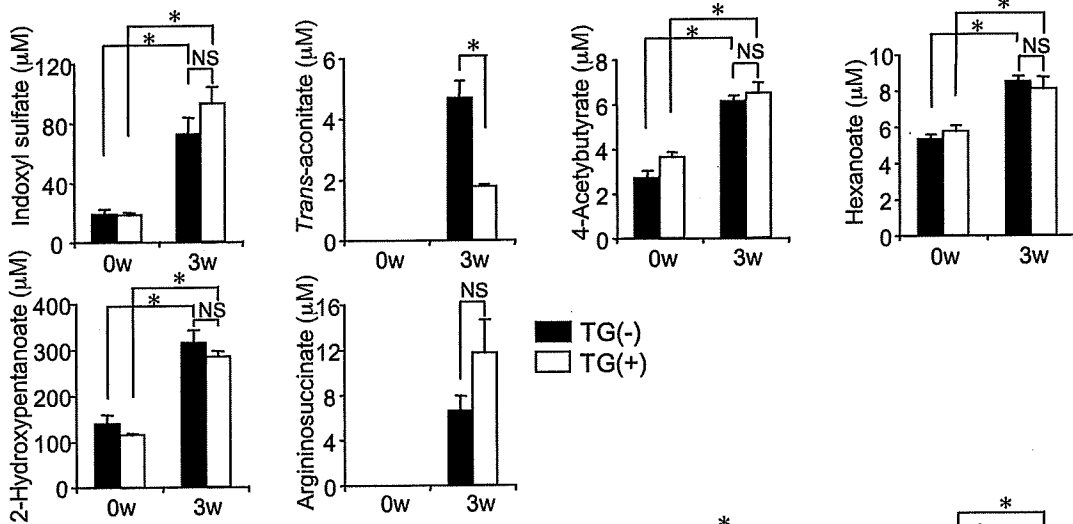 Indoxyl sulfate (μM)
120
80
40
0
*
*
NS
0w
3w
Trans-aconitate (μM)
6
4
2
0
*
0w
3w
4-Acetybutyrate (μM)
8
6
4
2
0
*
*
NS
0w
3w
Hexanoate (μM)
10
8
6
4
2
0
*
*
NS
0w
3w
2-Hydroxypentanoate (μM)
400
300
200
100
0
*
*
NS
0w
3w
Argininosuccinate (μM)
16
12
8
4
0
NS
0w
3w
TG(-)
TG(+)
*
*